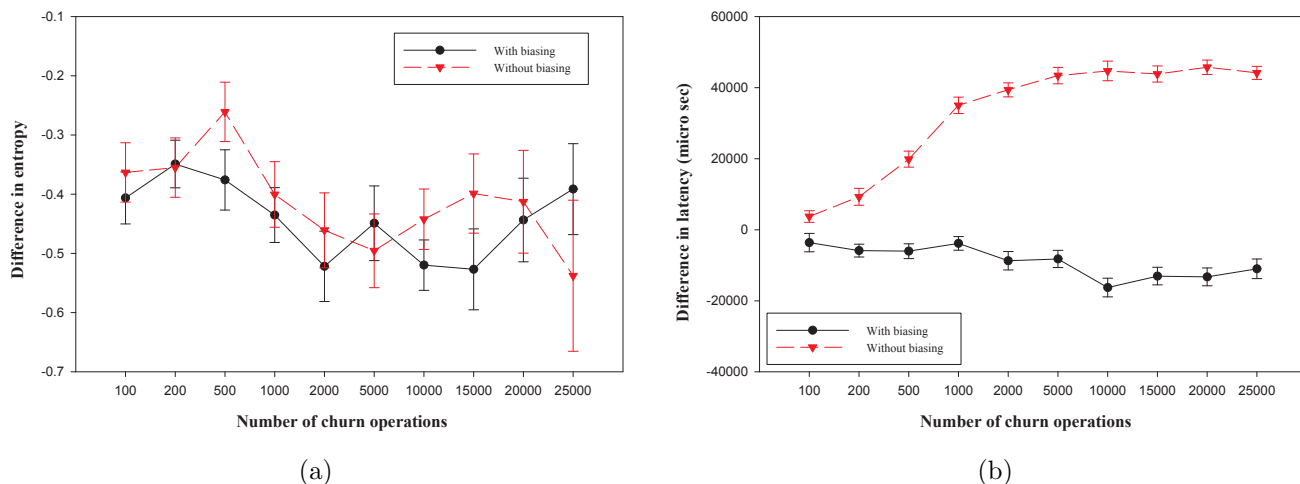 -0.1
-0.2
-0.3
-0.4
-0.5
-0.6
-0.7
Difference in entropy
With biasing
Without biasing
100 200 500 1000 2000 5000 10000 15000 20000 25000
Number of churn operations
(a)
60000
40000
20000
0
-20000
-40000
Difference in latency (micro sec)
With biasing
Without biasing
100 200 500 1000 2000 5000 10000 15000 20000 25000
Number of churn operations
(b)